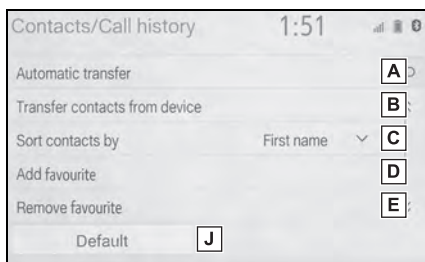 Contacts/Call history 1:51
Automatic transfer A
Transfer contacts from device B
Sort contacts by First name C
Add favourite D
Remove favourite E
Default J